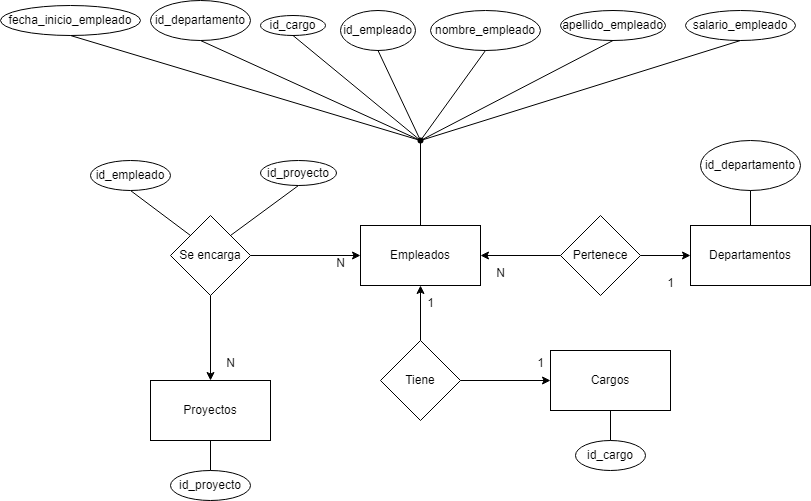 fecha_inicio_empleado
id_departamento
id_cargo
id_empleado
nombre_empleado
apellido_empleado
salario_empleado
id_empleado
id_proyecto
id_departamento
Se encarga
N
Empleados
N
Pertenece
1
Departamentos
1
N
Tiene
1
Cargos
Proyectos
id_cargo
id_proyecto